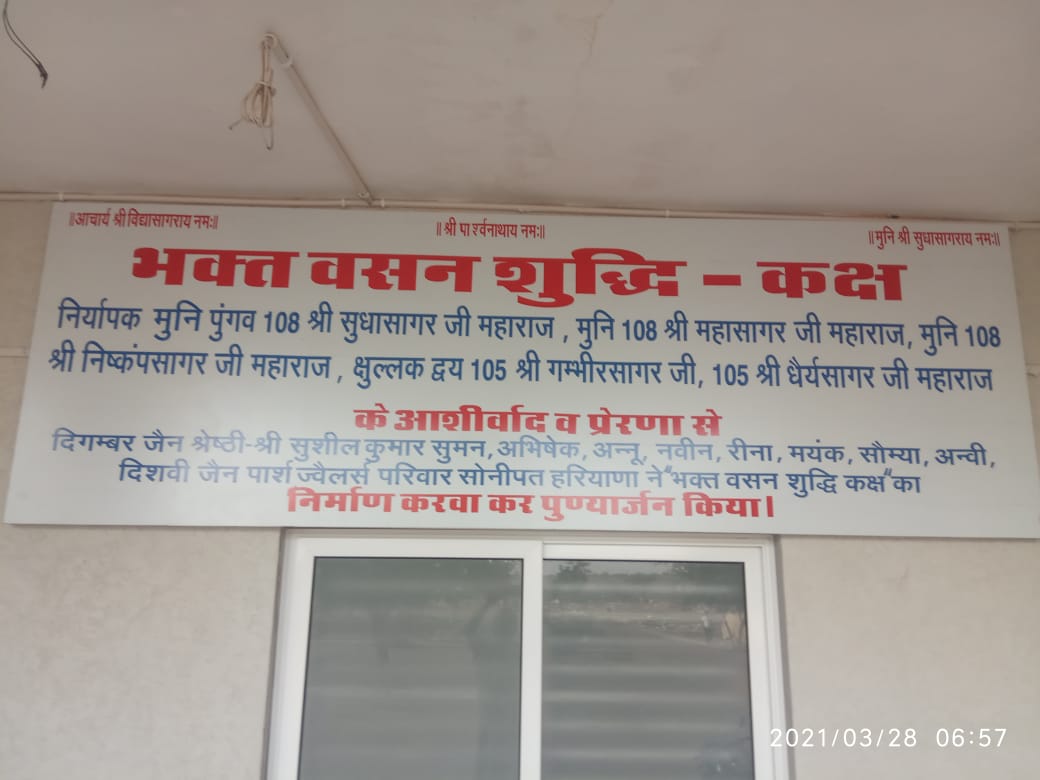 ॥आचार्य श्री विद्यासागराय नमः॥ ॥श्री पार्श्वनाथाय नमः॥ ॥मुनि श्री सुधासागराय नमः॥
भक्त वसन शुद्धि - कक्ष
निर्यापक मुनि पुंगव 108 श्री सुधासागर जी महाराज , मुनि 108 श्री महासागर जी महाराज, मुनि 108
श्री निष्कंपसागर जी महाराज , क्षुल्लक द्वय 105 श्री गम्भीरसागर जी, 105 श्री धैर्यसागर जी महाराज
के आशीर्वाद व प्रेरणा से
दिगम्बर जैन श्रेष्ठी-श्री सुशील कुमार सुमन, अभिषेक, अन्नू, नवीन, रीना, मयंक, सौम्या, अन्वी,
दिशवी जैन पार्श ज्वैलर्स परिवार सोनीपत हरियाणा ने "भक्त वसन शुद्धि कक्ष" का
निर्माण करवा कर पुण्यार्जन किया।
2021/03/28 06:57